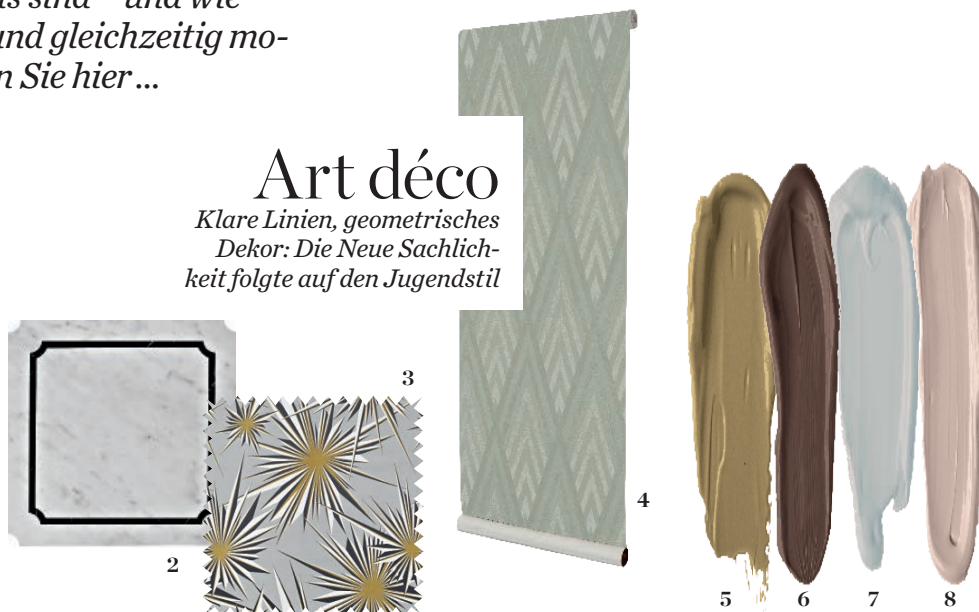 und gleichzeitig mo-
n Sie hier ...
Art déco
Klare Linien, geometrisches
Dekor: Die Neue Sachlich-
keit folgte auf den Jugendstil
3
4
2
5 6 7 8